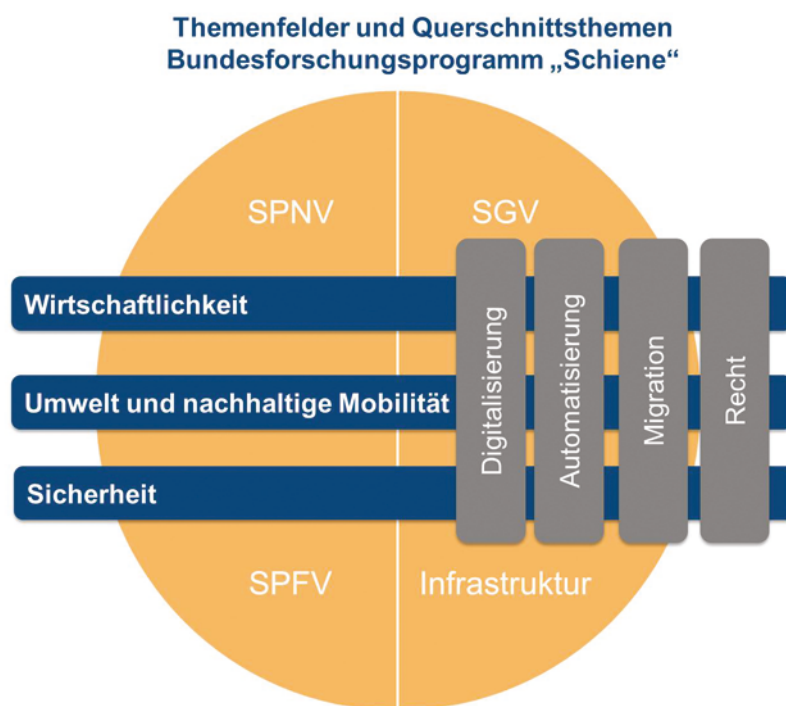 Themenfelder und Querschnittsthemen
Bundesforschungsprogramm „Schiene“
SPNV
SGV
Wirtschaftlichkeit
Umwelt und nachhaltige Mobilität
Sicherheit
Digitalisierung
Automatisierung
Migration
Recht
SPFV
Infrastruktur